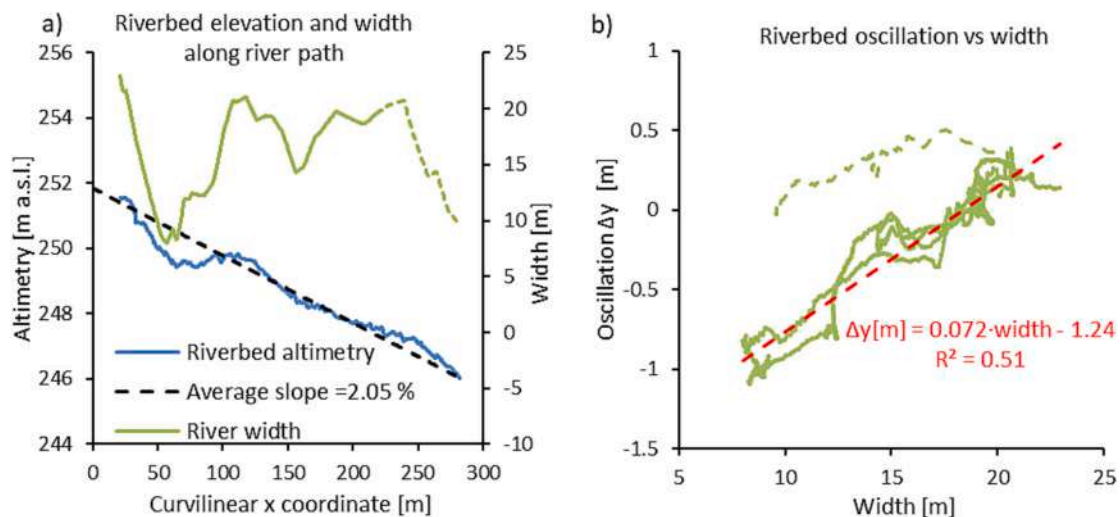 a)
Riverbed elevation and width
along river path
256
254
252
250
248
246
244
Altimetry [m a.s.l.]
25
20
15
10
5
0
-5
-10
Width [m]
Riverbed altimetry
Average slope =2.05 %
River width
0 50 100 150 200 250 300
Curvilinear x coordinate [m]
b)
Riverbed oscillation vs width
1
0.5
0
-0.5
-1
-1.5
Oscillation Δy [m]
Δy[m] = 0.072·width - 1.24
R² = 0.51
5 10 15 20 25
Width [m]